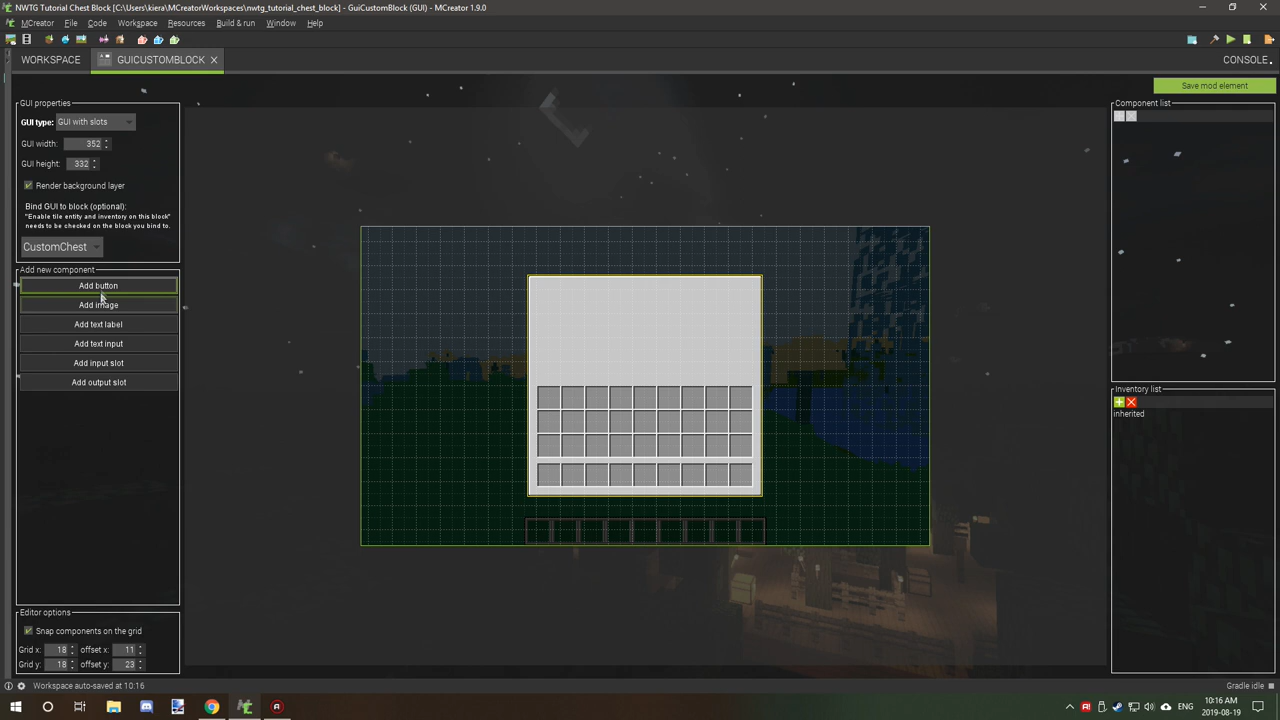 NWTG Tutorial Chest Block [C:\Users\kiera\MCreatorWorkspaces\nwtg_tutorial_chest_block] - GuiCustomBlock (GUI) - MCreator 1.9.0
MCreator File Code Workspace Resources Build & run Window Help
WORKSPACE GUICUSTOMBLOCK CONSOLE
Save mod element
GUI properties
GUI type: GUI with slots
GUI width: 352
GUI height: 332
Render background layer
Bind GUI to block (optional):
"Enable tile entity and inventory on this block"
needs to be checked on the block you bind to.
CustomChest
Add new component
Add button
Add image
Add text label
Add text input
Add input slot
Add output slot
Editor options
Snap components on the grid
Grid x: 18 offset x: 11
Grid y: 18 offset y: 23
Component list
Inventory list
inherited
Workspace auto-saved at 10:16
Gradle idle
ENG
10:16 AM
2019-08-19